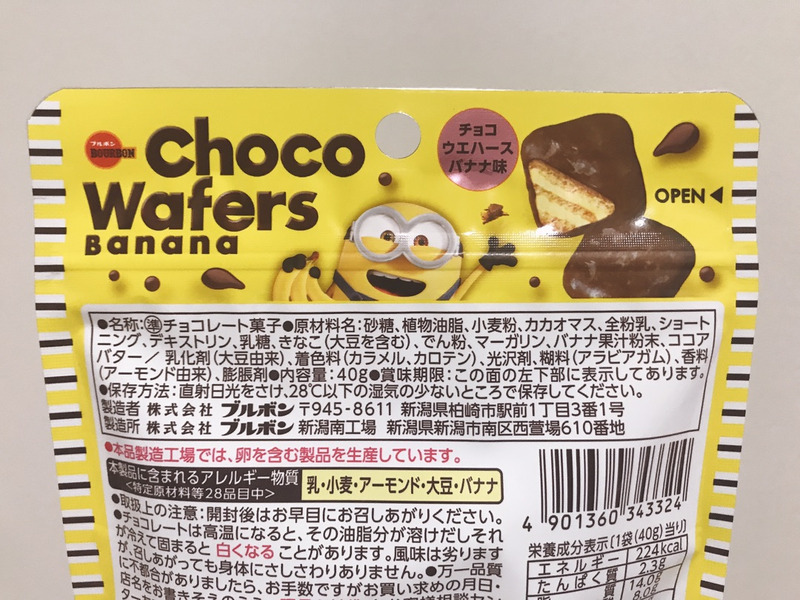 ブルボン
BOURBON
Choco
Wafers
Banana
チョコ
ウエハース
バナナ味
OPEN◀
●名称:㊜チョコレート菓子●原材料名:砂糖、植物油脂、小麦粉、カカオマス、全粉乳、ショート
ニング、デキストリン、乳糖、きなこ(大豆を含む)、でん粉、マーガリン、バナナ果汁粉末、ココア
バター/乳化剤(大豆由来)、着色料(カラメル、カロテン)、光沢剤、糊料(アラビアガム)、香料
(アーモンド由来)、膨脹剤●内容量:40g●賞味期限:この面の左下部に表示してあります。
●保存方法:直射日光をさけ、28℃以下の湿気の少ないところで保存してください。
製造者 株式会社 ブルボン 〒945-8611 新潟県柏崎市駅前1丁目3番1号
製造所 株式会社 ブルボン 新潟南工場 新潟県新潟市南区西萱場610番地
●本品製造工場では、卵を含む製品を生産しています。
本製品に含まれるアレルギー物質
<特定原材料等28品目中>
乳・小麦・アーモンド・大豆・バナナ
●取扱上の注意:開封後はお早目にお召しあがりください。
●チョコレートは高温になると、その油脂分が溶けだしそれ
が冷えて固まると白くなることがあります。風味は劣ります
が、召しあがっても身体にさしさわりありません。●万一品質
に不都合がありましたら、お手数ですがお買い求めの月日・
店名をお書きそえのうえ、
4 901360 343324
栄養成分表示〔1袋(40g)当り〕
エネルギー 224kcal
たんぱく質 2.3g
14.0g
8.0g